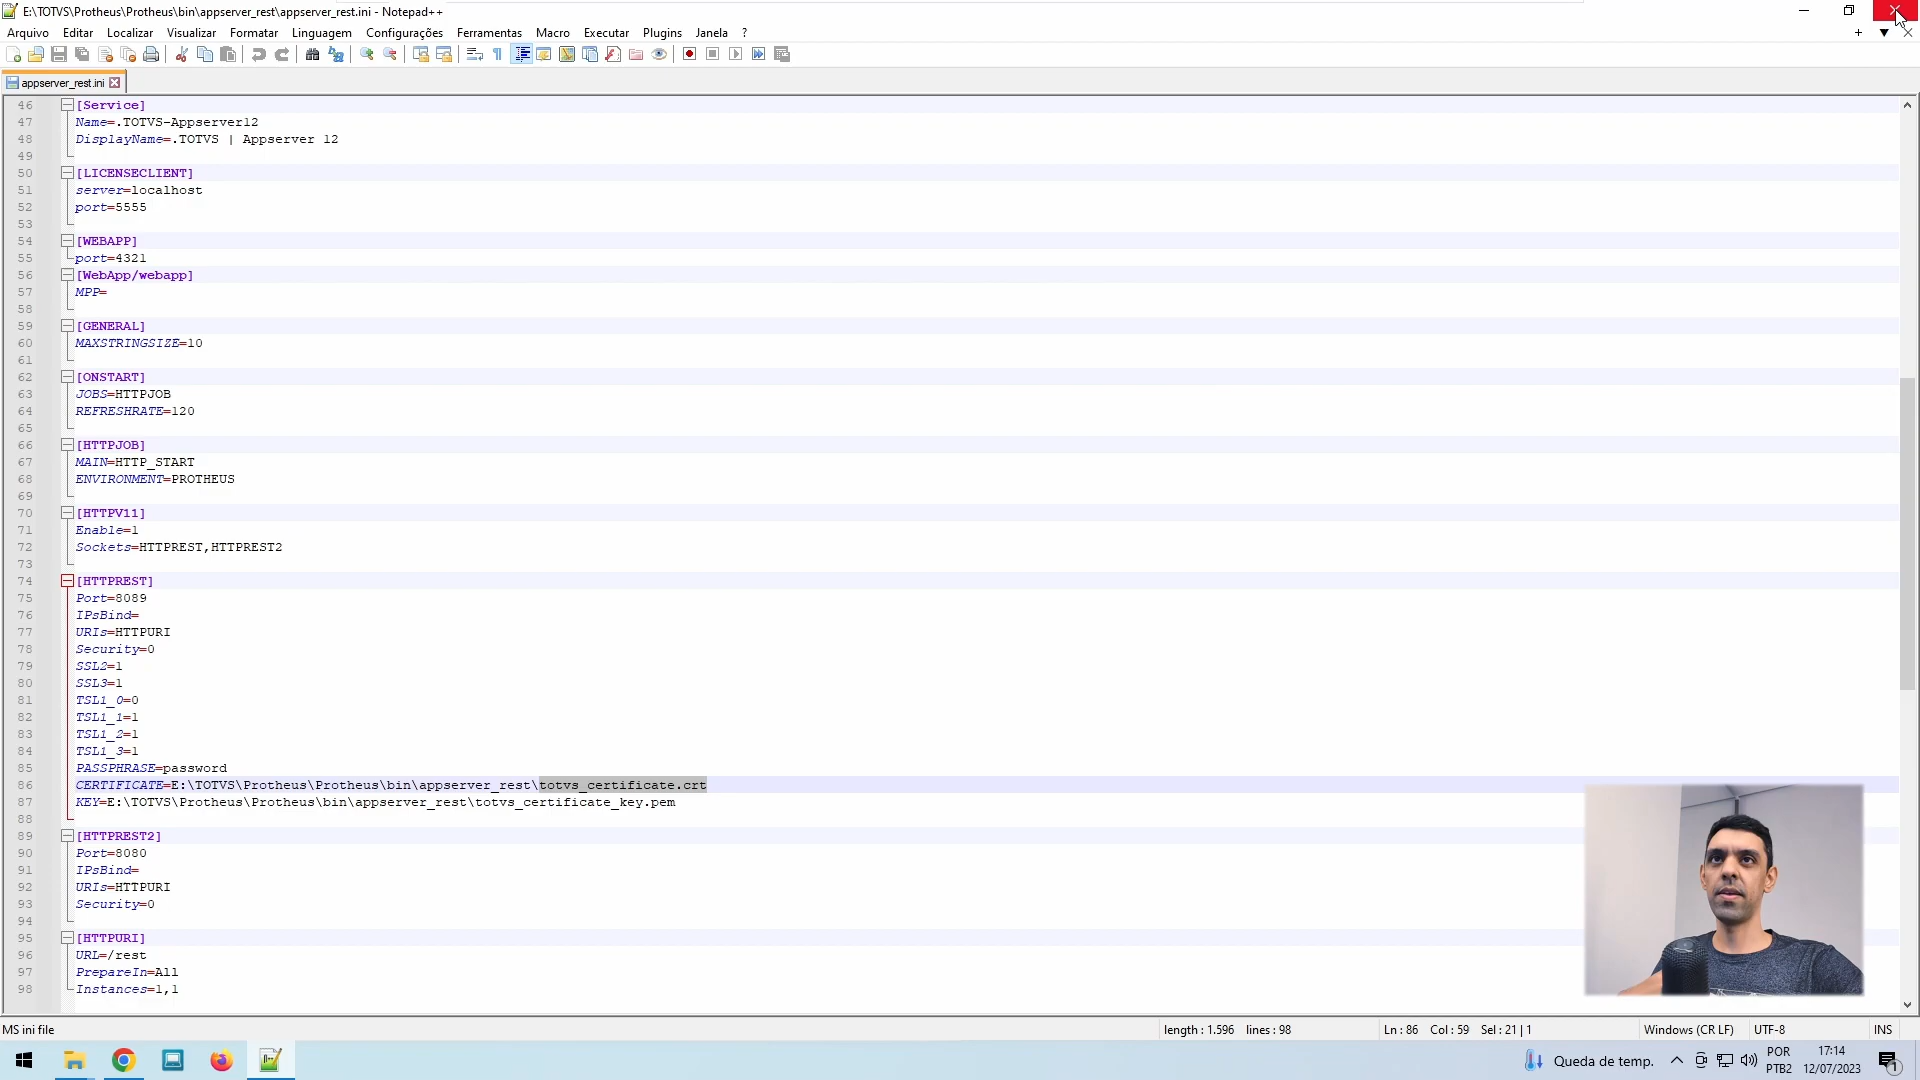 E:\TOTVS\Protheus\Protheus\bin\appserver_rest\appserver_rest.ini - Notepad++
Arquivo Editar Localizar Visualizar Formatar Linguagem Configurações Ferramentas Macro Executar Plugins Janela ?
appserver_rest.ini
46 [Service]
47 Name=.TOTVS-Appserver12
48 DisplayName=.TOTVS | Appserver 12
49
50 [LICENSECLIENT]
51 server=localhost
52 port=5555
53
54 [WEBAPP]
55 port=4321
56 [WebApp/webapp]
57 MPP=
58
59 [GENERAL]
60 MAXSTRINGSIZE=10
61
62 [ONSTART]
63 JOBS=HTTPJOB
64 REFRESHRATE=120
65
66 [HTTPJOB]
67 MAIN=HTTP_START
68 ENVIRONMENT=PROTHEUS
69
70 [HTTPV11]
71 Enable=1
72 Sockets=HTTPREST,HTTPREST2
73
74 [HTTPREST]
75 Port=8089
76 IPsBind=
77 URIs=HTTPURI
78 Security=0
79 SSL2=1
80 SSL3=1
81 TSL1_0=0
82 TSL1_1=1
83 TSL1_2=1
84 TSL1_3=1
85 PASSPHRASE=password
86 CERTIFICATE=E:\TOTVS\Protheus\Protheus\bin\appserver_rest\totvs_certificate.crt
87 KEY=E:\TOTVS\Protheus\Protheus\bin\appserver_rest\totvs_certificate_key.pem
88
89 [HTTPREST2]
90 Port=8080
91 IPsBind=
92 URIs=HTTPURI
93 Security=0
94
95 [HTTPURI]
96 URL=/rest
97 PrepareIn=All
98 Instances=1,1
MS ini file length : 1.596 lines : 98 Ln : 86 Col : 59 Sel : 21 | 1 Windows (CR LF) UTF-8 INS
Queda de temp. POR PTB2 17:14 12/07/2023 1